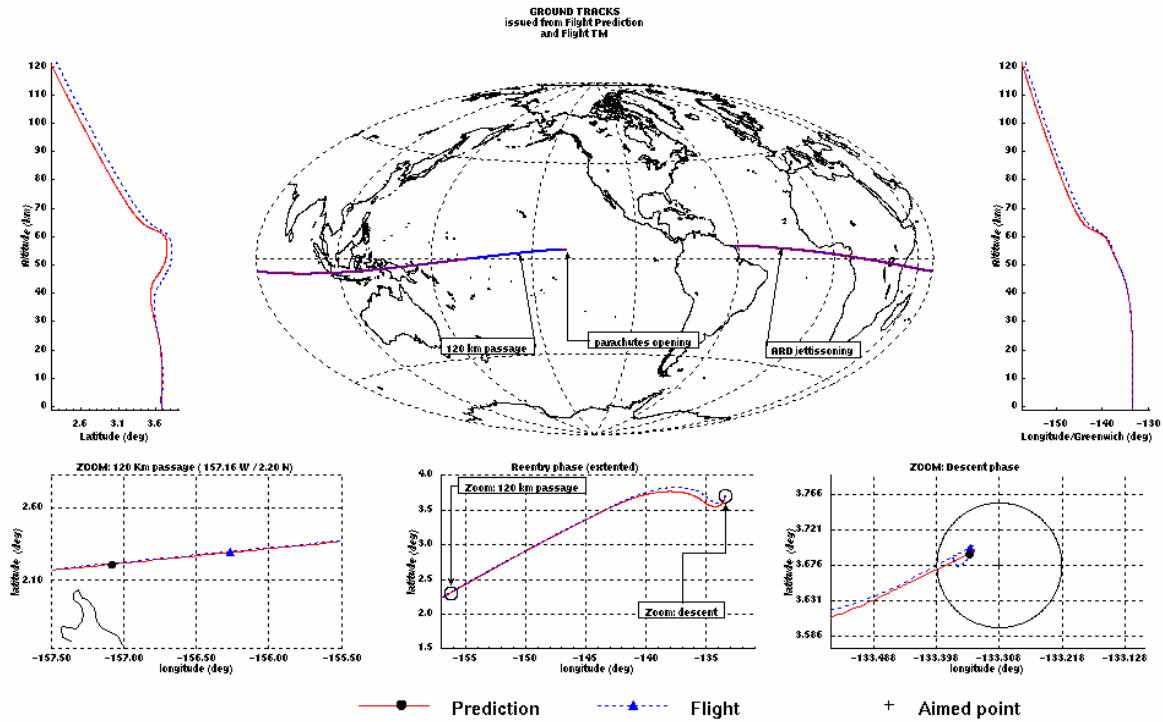 GROUND TRACKS
issued from Flight Prediction
and Flight TM
120
110
100
90
80
70
60
50
40
30
20
10
0
Altitude (km)
2.6 3.1 3.6
Latitude (deg)
120 km passage
parachutes opening
ARD jettissoning
120
110
100
90
80
70
60
50
40
30
20
10
0
Altitude (km)
-150 -140 -130
Longitude/Greenwich (deg)
ZOOM: 120 Km passage ( 157.16 W / 2.20 N)
2.60
2.10
latitude (deg)
-157.50 -157.00 -156.50 -156.00 -155.50
longitude (deg)
Reentry phase (extented)
4.0
3.5
3.0
2.5
2.0
1.5
latitude (deg)
Zoom: 120 km passage
Zoom: descent
-155 -150 -145 -140 -135
longitude (deg)
ZOOM: Descent phase
3.766
3.721
3.676
3.631
3.586
latitude (deg)
-133.488 -133.398 -133.308 -133.218 -133.128
longitude (deg)
Prediction Flight + Aimed point